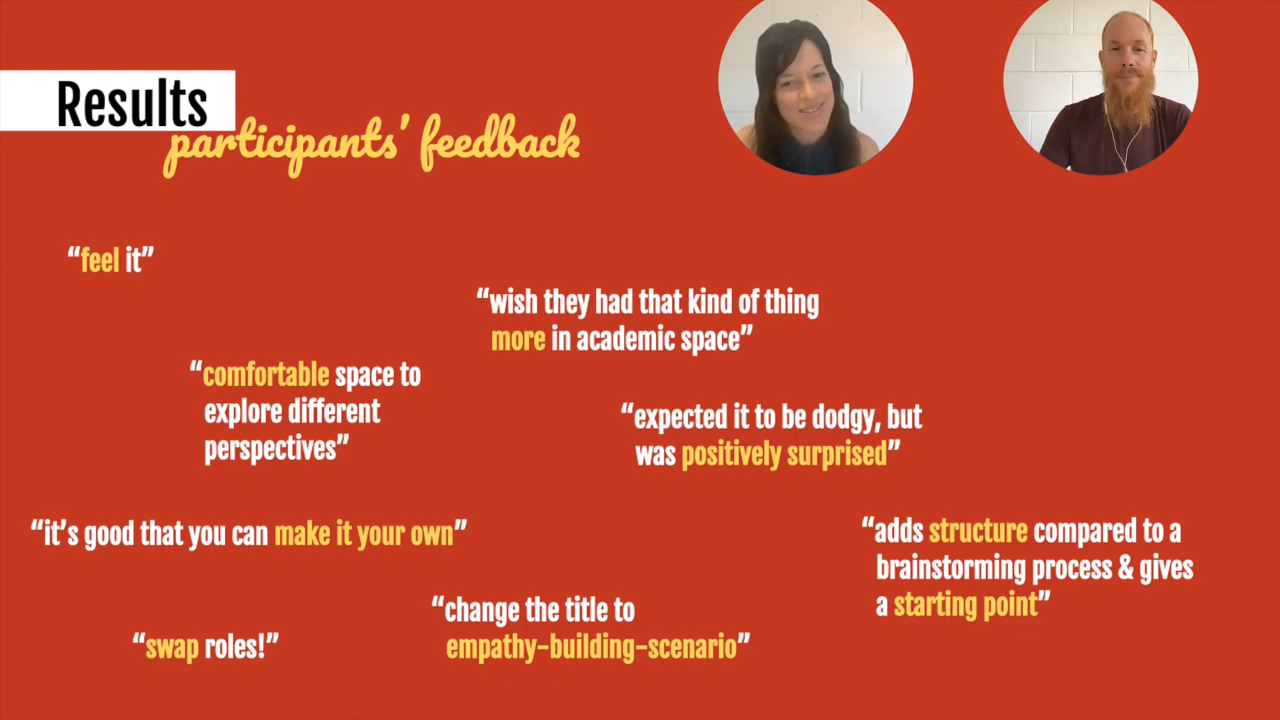 Results
participants' feedback
“feel it”
“wish they had that kind of thing
more in academic space”
“comfortable space to
explore different
perspectives”
“expected it to be dodgy, but
was positively surprised”
“it's good that you can make it your own”
“adds structure compared to a
brainstorming process & gives
a starting point”
“change the title to
empathy-building-scenario”
“swap roles!”